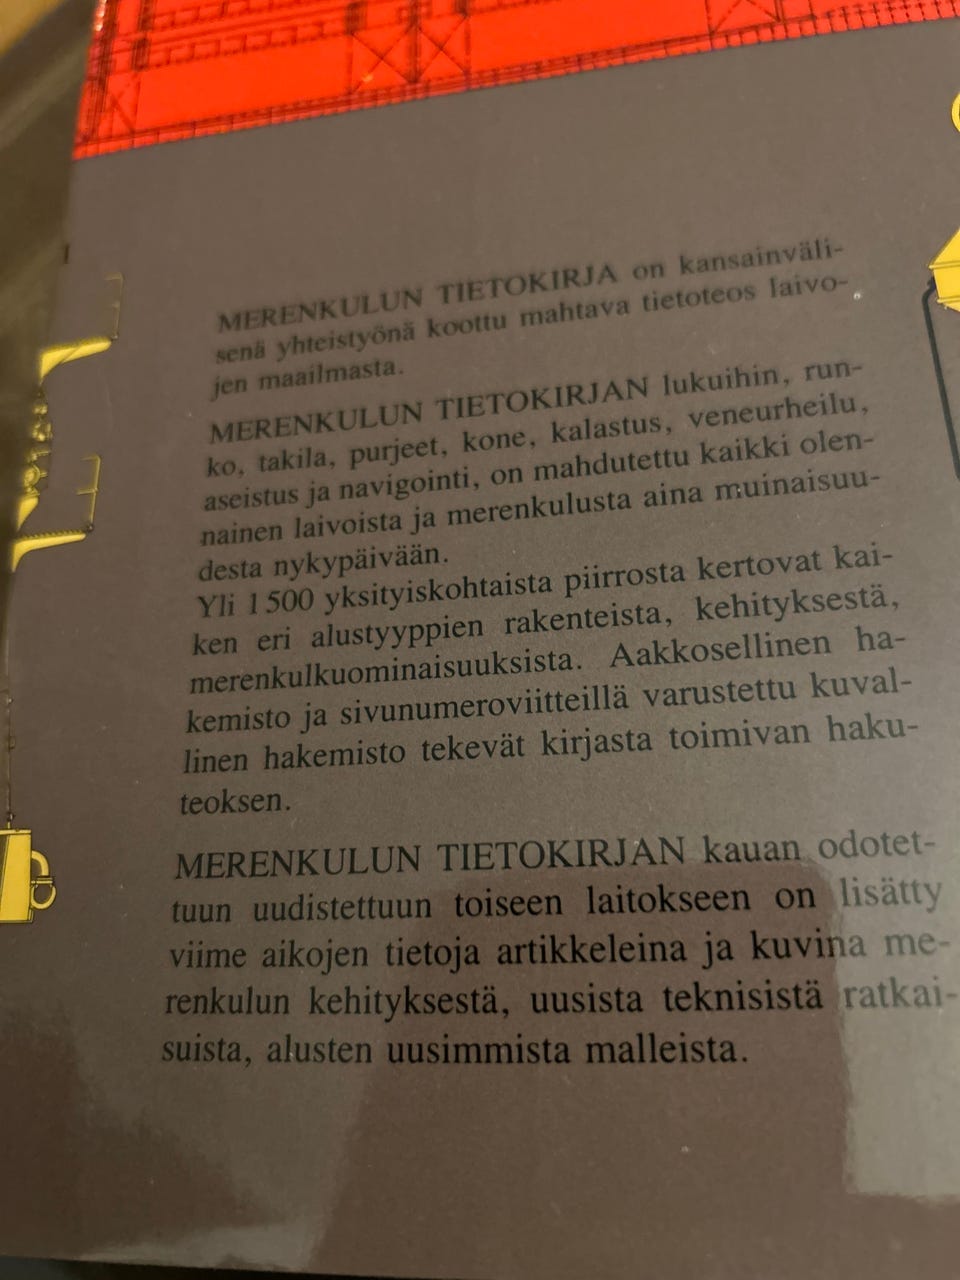 MERENKULUN TIETOKIRJA on kansainväli-
senä yhteistyönä koottu mahtava tietoteos laivo-
jen maailmasta.
MERENKULUN TIETOKIRJAN lukuihin, run-
ko, takila, purjeet, kone, kalastus, veneurheilu,
aseistus ja navigointi, on mahdutettu kaikki olen-
nainen laivoista ja merenkulusta aina muinaisuu-
desta nykypäivään.
Yli 1500 yksityiskohtaista piirrosta kertovat kai-
ken eri alustyyppien rakenteista, kehityksestä,
merenkulkuominaisuuksista. Aakkosellinen ha-
kemisto ja sivunumeroviitteillä varustettu kuval-
linen hakemisto tekevät kirjasta toimivan haku-
teoksen.
MERENKULUN TIETOKIRJAN kauan odotet-
tuun uudistettuun toiseen laitokseen on lisätty
viime aikojen tietoja artikkeleina ja kuvina me-
renkulun kehityksestä, uusista teknisistä ratkai-
suista, alusten uusimmista malleista.